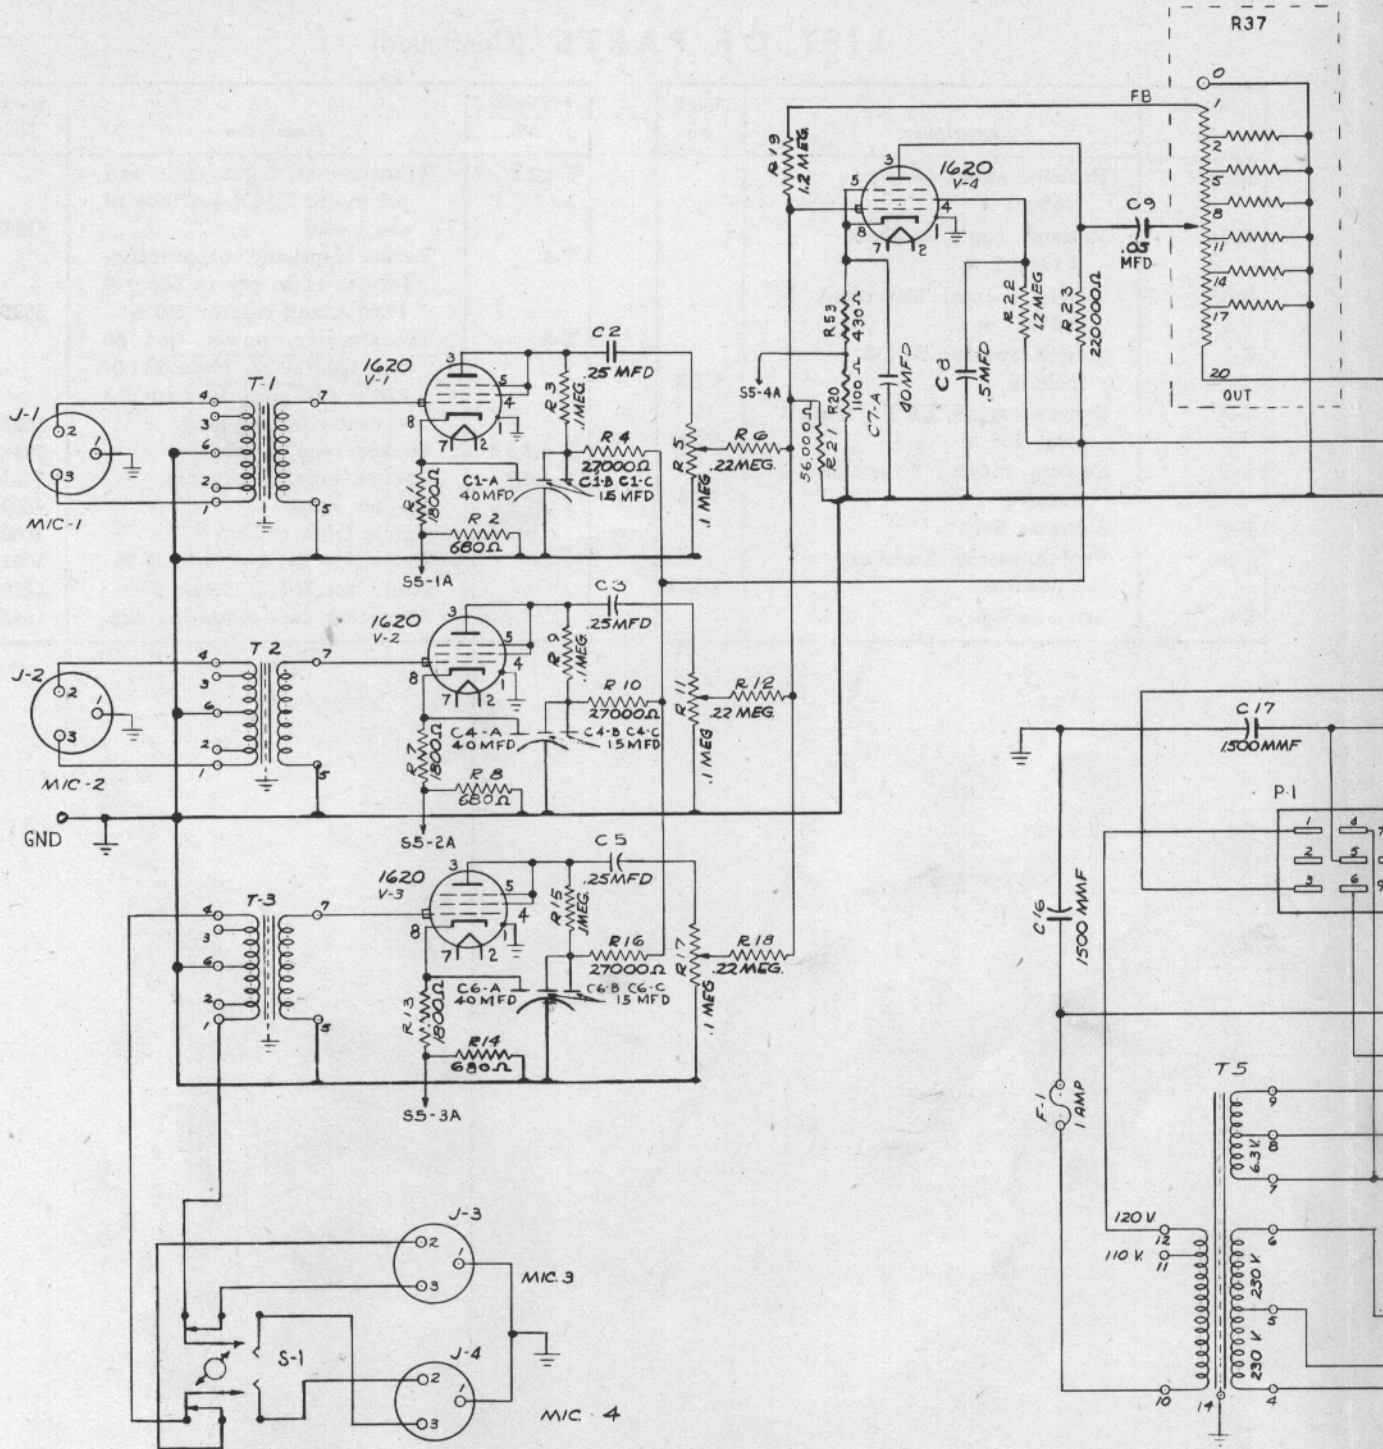 R37
0
FB
1
2
5
8
11
14
17
20
OUT
R19
1.2 MEG.
3
5
8
4
1
7
2
1620
V-4
C9
.03
MFD
R53
430Ω
R20
1100Ω
C7-A
40MFD
C8
.5MFD
R22
1.2MEG
R23
220000Ω
S5-4A
56,000Ω
R21
J-1
2
1
3
MIC-1
T-1
4
3
6
2
1
7
5
1620
V-1
3
5
4
8
7
2
1
C2
.25 MFD
R3
.1MEG.
R4
27000Ω
R5
.1 MEG
R6
.22MEG.
C1-A
40MFD
C1-B C1-C
15 MFD
R1
1800Ω
R2
680Ω
S5-1A
J-2
2
1
3
MIC-2
T2
4
3
6
2
1
7
5
1620
V-2
3
5
4
8
7
2
1
C3
.25MFD
R9
.1MEG.
R10
27000Ω
R11
.1 MEG
R12
.22 MEG.
C4-A
40MFD
C4-B C4-C
15MFD
R7
1800Ω
R8
680Ω
S5-2A
GND
T-3
4
3
6
2
1
7
5
1620
V-3
3
5
4
8
7
2
1
C5
.25MFD
R15
.1MEG.
R16
27000Ω
R17
.1 MEG
R18
.22MEG.
C6-A
40MFD
C6-B C6-C
15 MFD
R13
1800Ω
R14
680Ω
S5-3A
C17
1500MMF
P-1
1
4
7
2
5
3
6
9
C16
1500 MMF
F-1
1 AMP
T5
9
8
6.3V.
7
120 V.
12
110 V.
11
6
230 V.
5
230 V
4
10
14
J-3
2
1
3
MIC.3
S-1
J-4
2
1
3
MIC. 4